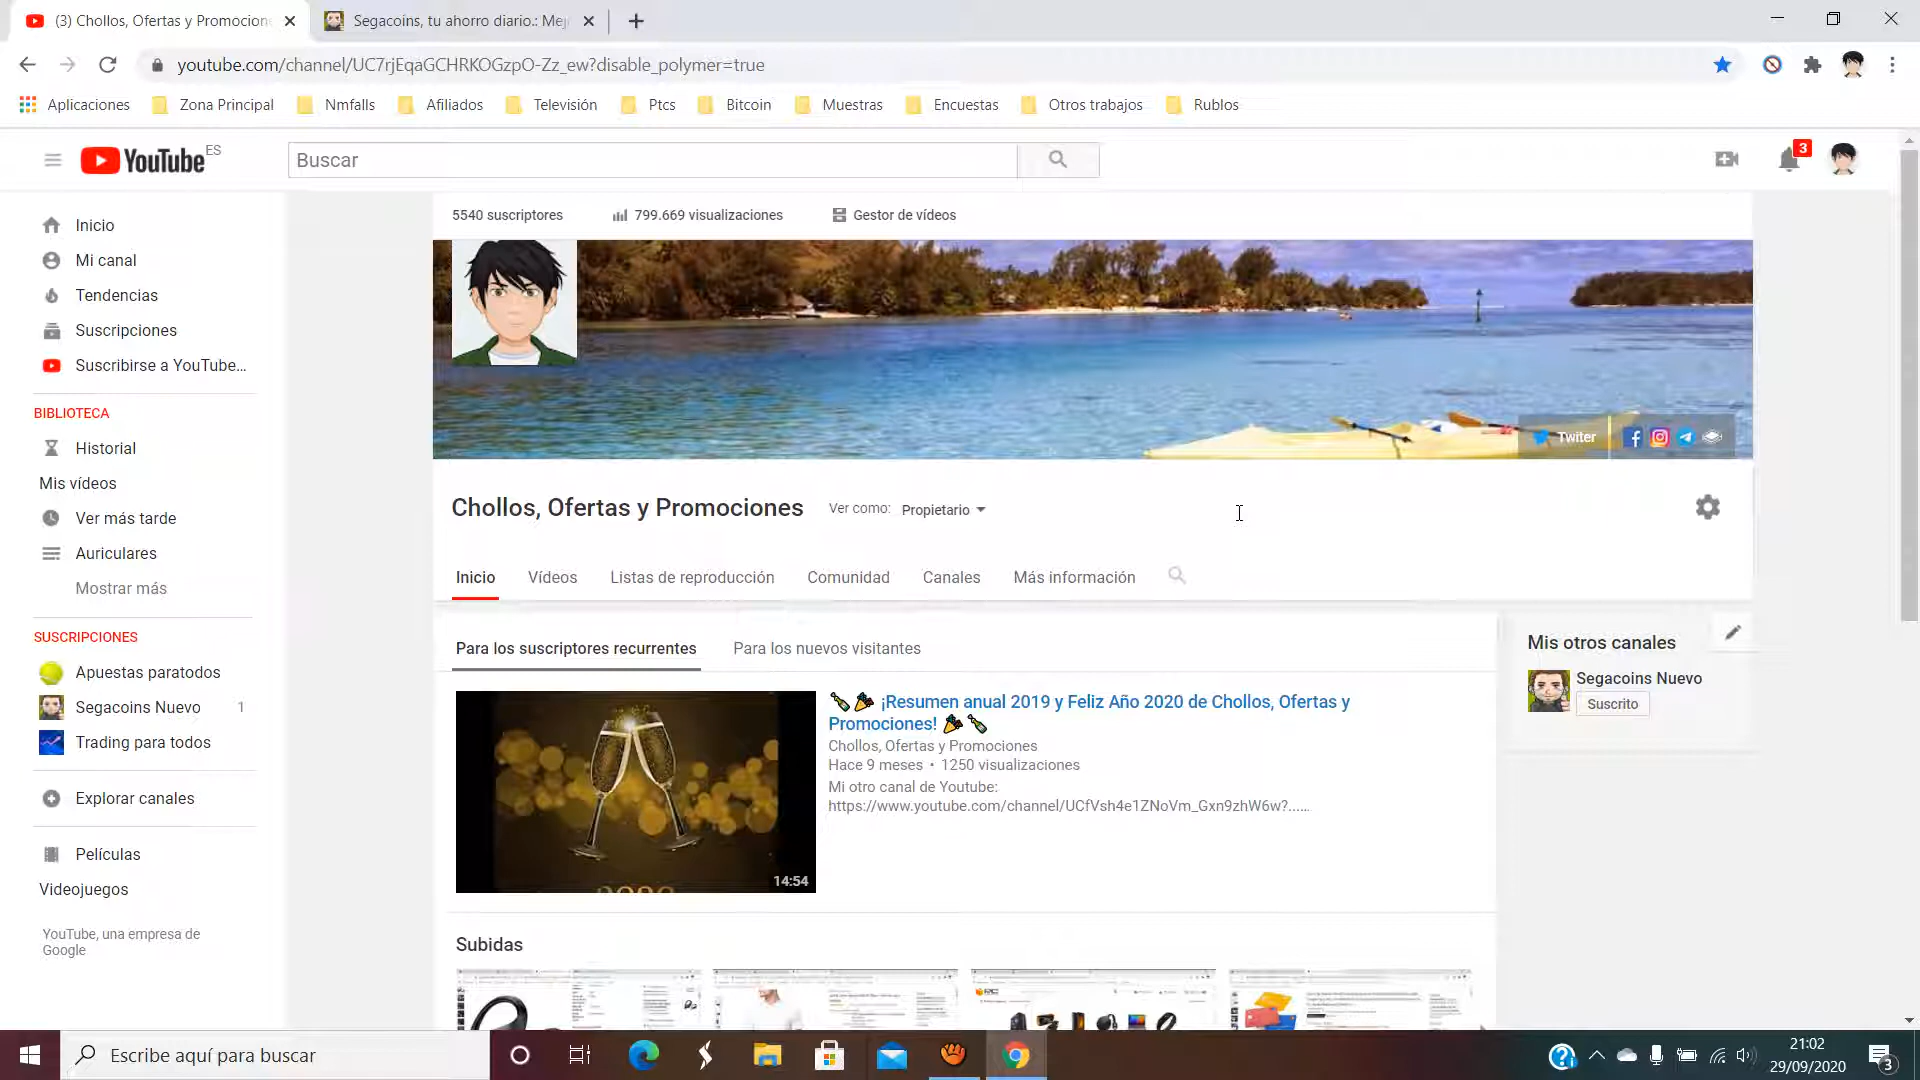 (3) Chollos, Ofertas y Promocion
Segacoins, tu ahorro diario.: Mej
youtube.com/channel/UC7rjEqaGCHRKOGzpO-Zz_ew?disable_polymer=true
Aplicaciones Zona Principal Nmfalls Afiliados Televisión Ptcs Bitcoin Muestras Encuestas Otros trabajos Rublos
YouTube ES
Buscar
3
Inicio
Mi canal
Tendencias
Suscripciones
Suscribirse a YouTube...
BIBLIOTECA
Historial
Mis vídeos
Ver más tarde
Auriculares
Mostrar más
SUSCRIPCIONES
Apuestas paratodos
Segacoins Nuevo 1
Trading para todos
Explorar canales
Películas
Videojuegos
YouTube, una empresa de
Google
5540 suscriptores 799.669 visualizaciones Gestor de vídeos
Twiter
Chollos, Ofertas y Promociones Ver como: Propietario
Inicio Vídeos Listas de reproducción Comunidad Canales Más información
Para los suscriptores recurrentes Para los nuevos visitantes
¡Resumen anual 2019 y Feliz Año 2020 de Chollos, Ofertas y
Promociones!
Chollos, Ofertas y Promociones
Hace 9 meses • 1250 visualizaciones
Mi otro canal de Youtube:
https://www.youtube.com/channel/UCfVsh4e1ZNoVm_Gxn9zhW6w?......
14:54
Mis otros canales
Segacoins Nuevo
Suscrito
Subidas
Escribe aquí para buscar
21:02
29/09/2020
3